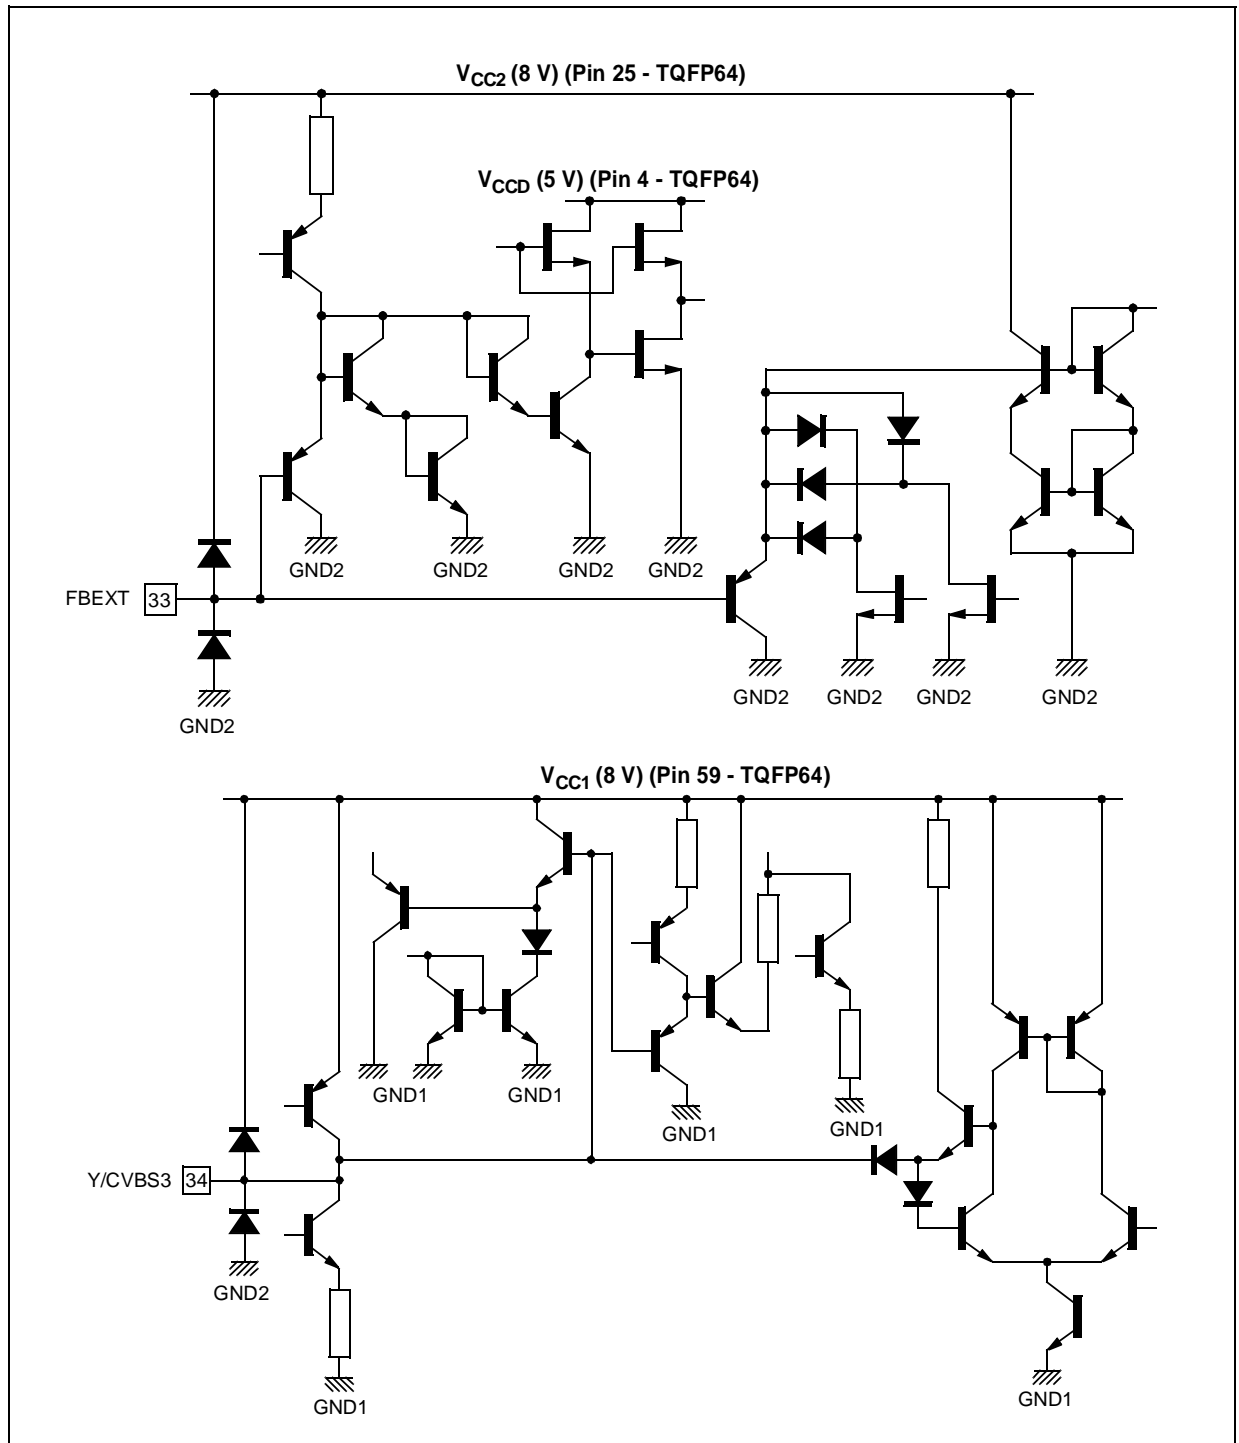 VCC2 (8 V) (Pin 25 - TQFP64)
VCCD (5 V) (Pin 4 - TQFP64)
GND2 GND2 GND2 GND2
FBEXT 33
GND2 GND2 GND2 GND2
GND2
VCC1 (8 V) (Pin 59 - TQFP64)
GND1 GND1
GND1 GND1
Y/CVBS3 34
GND2
GND1 GND1